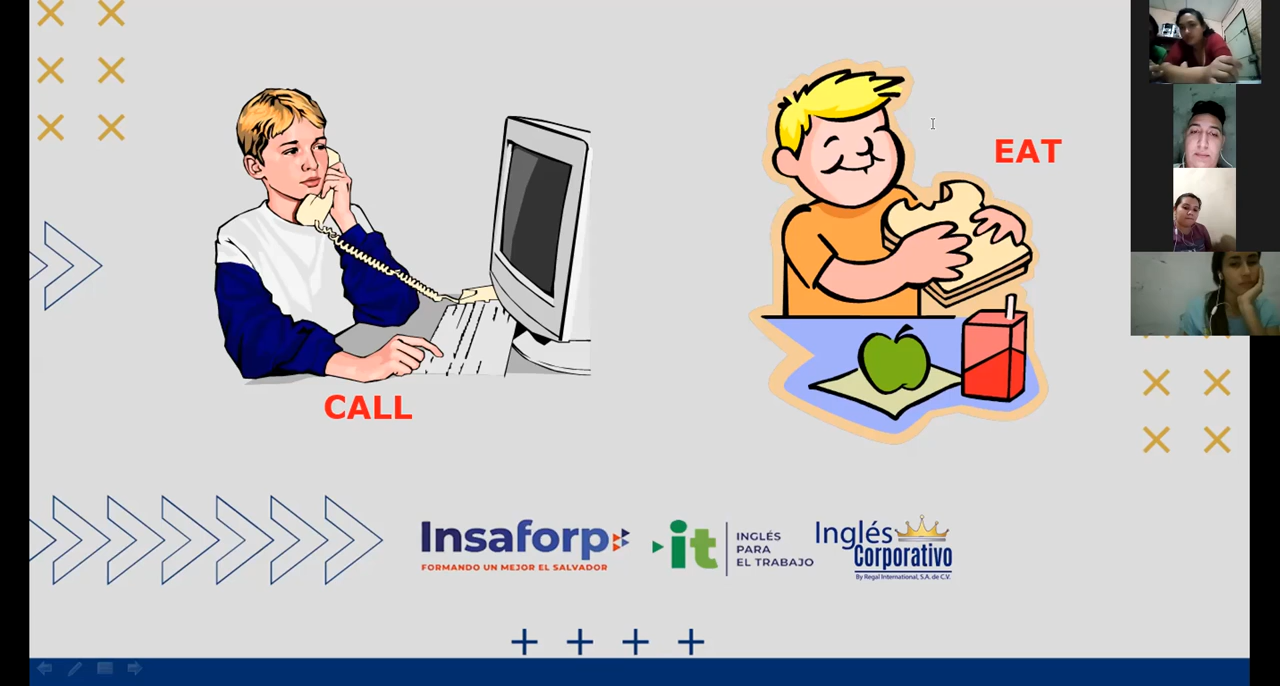 EAT
CALL
Insaforp
FORMANDO UN MEJOR EL SALVADOR
it
INGLÉS
PARA
EL TRABAJO
Inglés
Corporativo
By Regal International, S.A. de C.V.